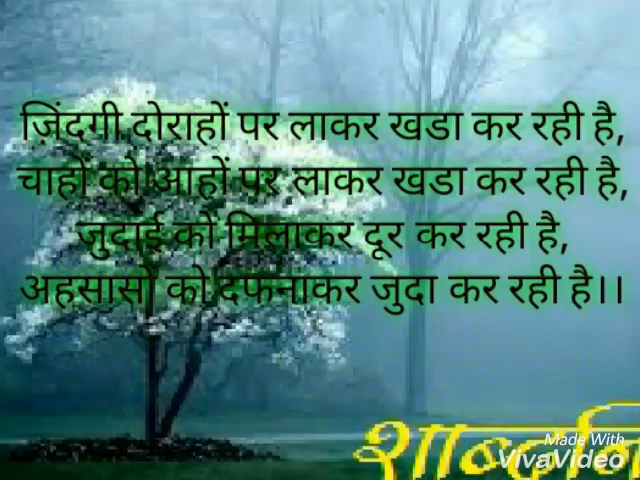 ज़िंदगी दोराहों पर लाकर खडा कर रही है,
चाहों को आहों पर लाकर खडा कर रही है,
जुदाई को मिलाकर दूर कर रही है,
अहसासों को दफनाकर जुदा कर रही है।।
Made With
VivaVideo